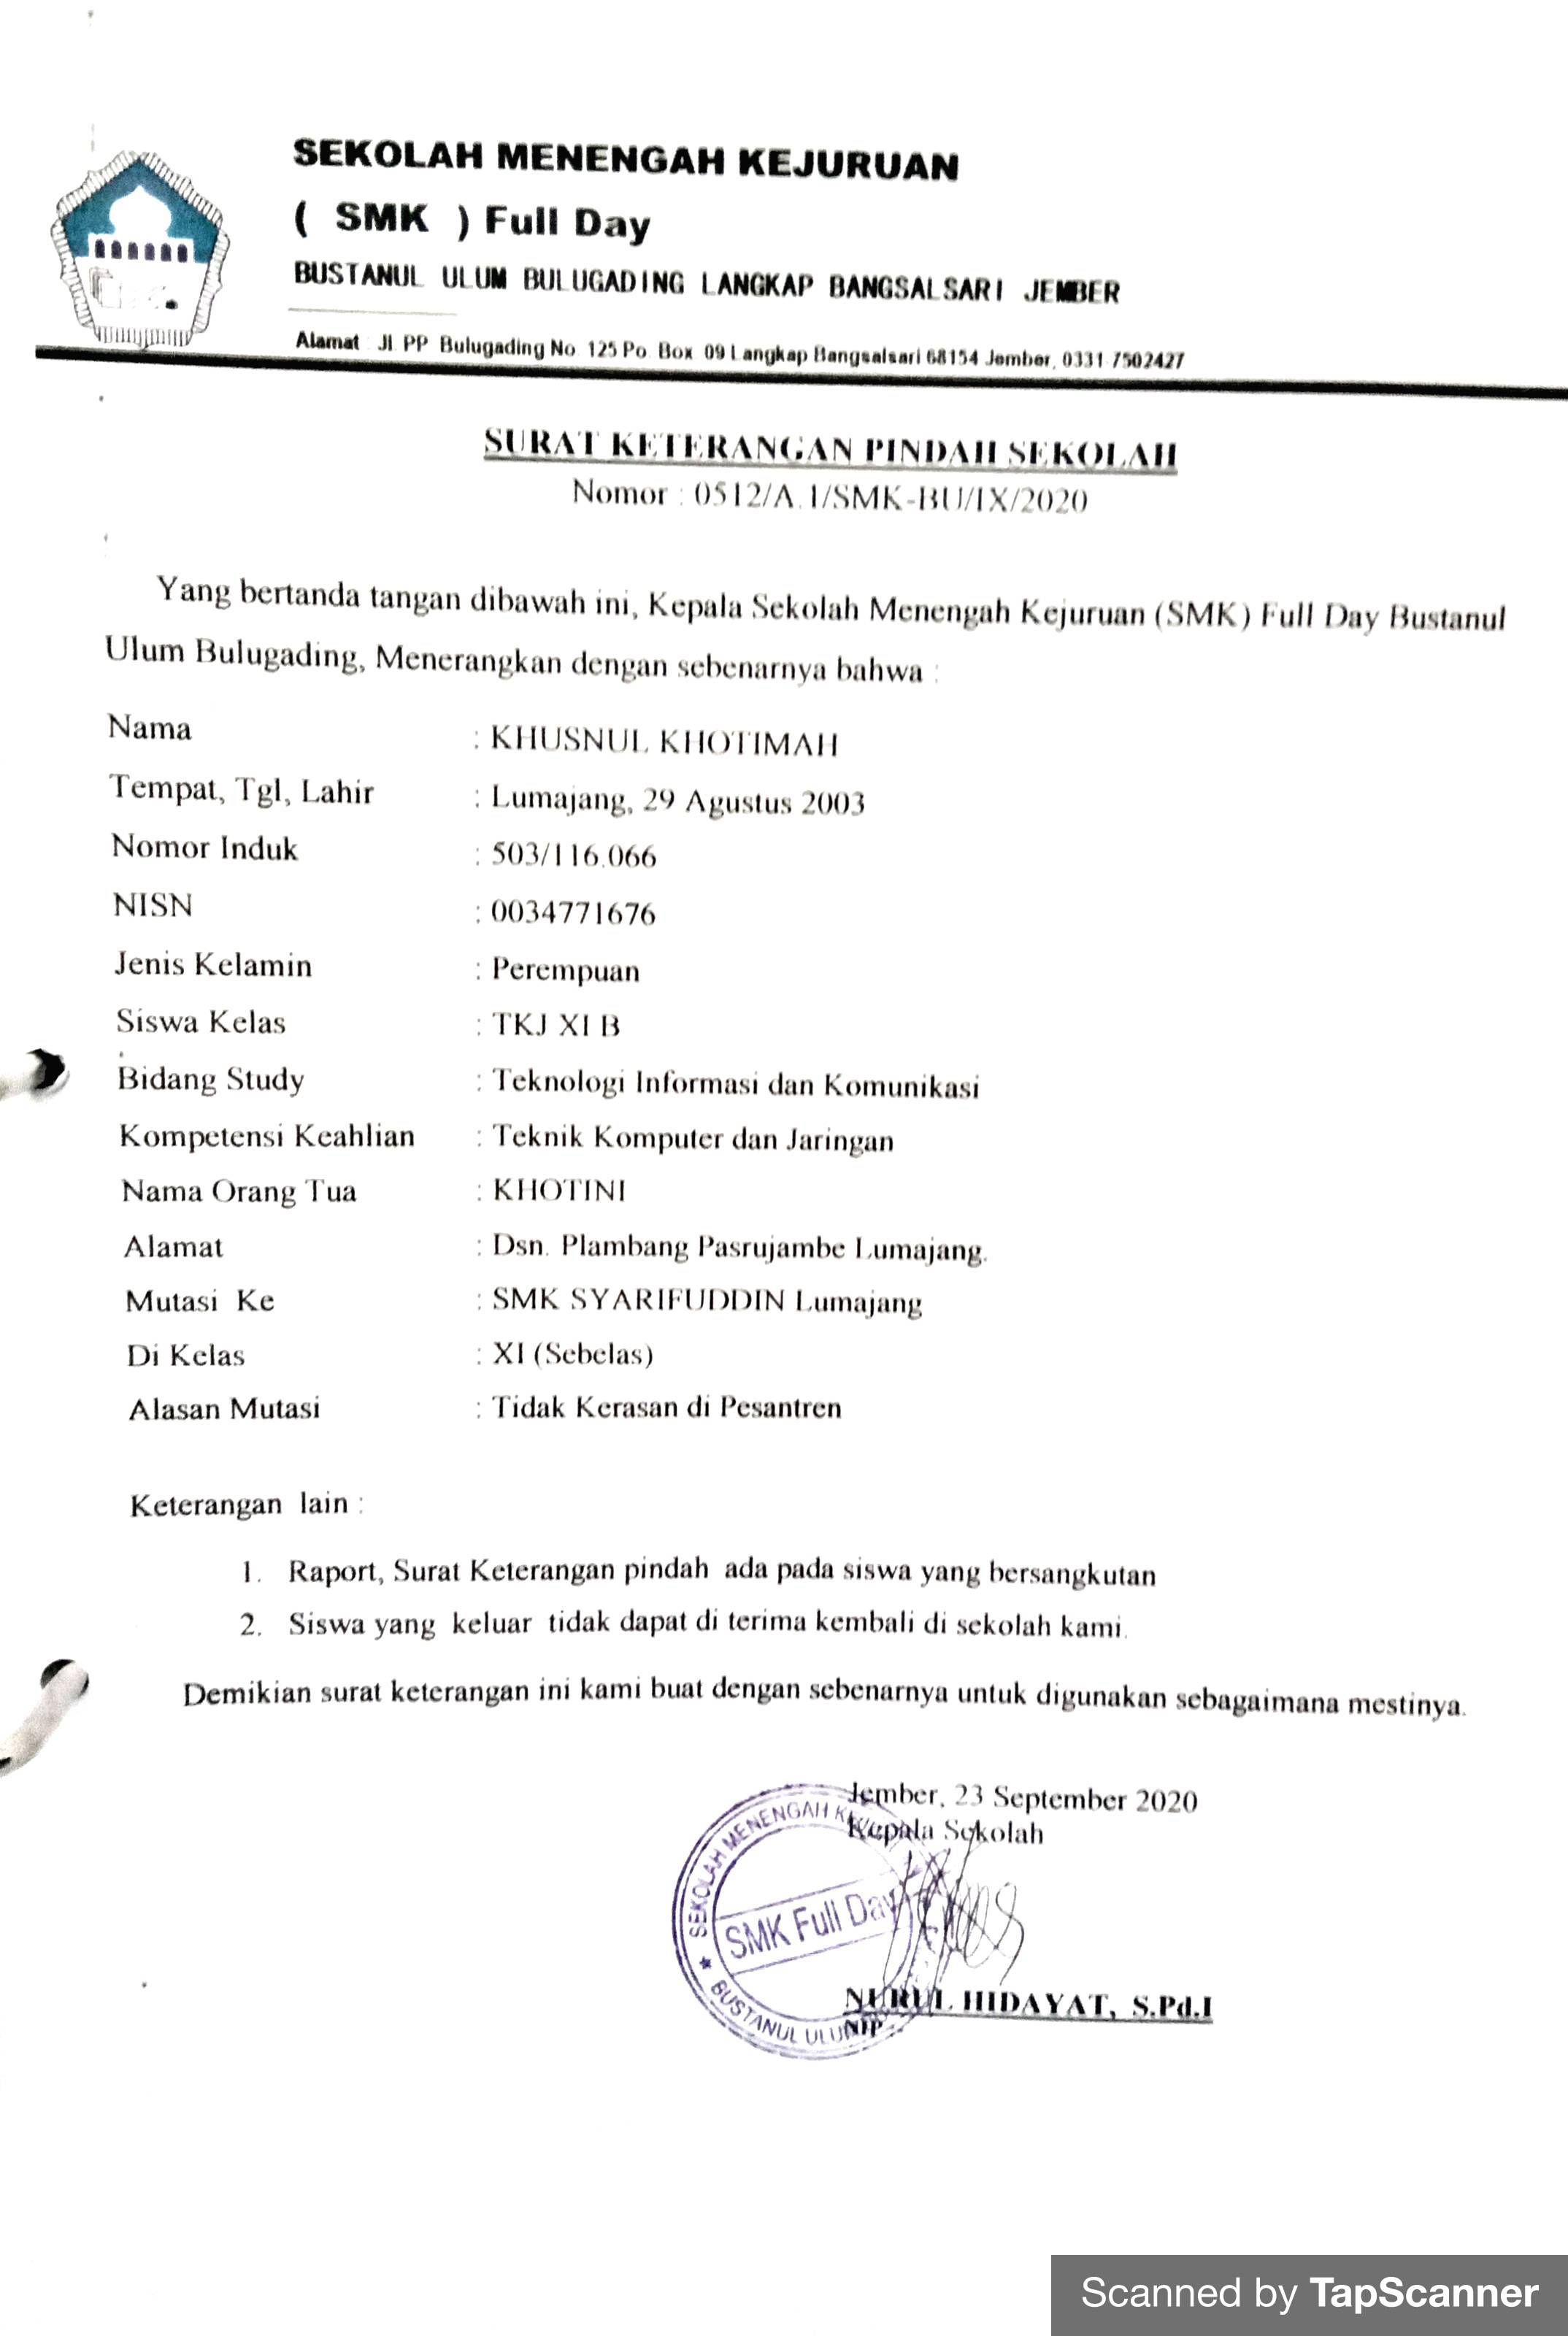 SEKOLAH MENENGAH KEJURUAN
( SMK ) Full Day
BUSTANUL ULUM BULUGADING LANGKAP BANGSALSARI JEMBER
Alamat : Jl. PP. Bulugading No. 125 Po. Box. 09 Langkap Bangsalsari 68154 Jember, 0331 7502427
SURAT KETERANGAN PINDAH SEKOLAH
Nomor : 0512/A.1/SMK-BU/IX/2020
Yang bertanda tangan dibawah ini, Kepala Sekolah Menengah Kejuruan (SMK) Full Day Bustanul
Ulum Bulugading, Menerangkan dengan sebenarnya bahwa :
Nama : KHUSNUL KHOTIMAH
Tempat, Tgl, Lahir : Lumajang, 29 Agustus 2003
Nomor Induk : 503/116.066
NISN : 0034771676
Jenis Kelamin : Perempuan
Siswa Kelas : TKJ XI B
Bidang Study : Teknologi Informasi dan Komunikasi
Kompetensi Keahlian : Teknik Komputer dan Jaringan
Nama Orang Tua : KHOTINI
Alamat : Dsn. Plambang Pasrujambe Lumajang.
Mutasi Ke : SMK SYARIFUDDIN Lumajang
Di Kelas : XI (Sebelas)
Alasan Mutasi : Tidak Kerasan di Pesantren
Keterangan lain :
1. Raport, Surat Keterangan pindah ada pada siswa yang bersangkutan
2. Siswa yang keluar tidak dapat di terima kembali di sekolah kami.
Demikian surat keterangan ini kami buat dengan sebenarnya untuk digunakan sebagaimana mestinya.
Jember, 23 September 2020
Kepala Sekolah
SEKOLAH MENENGAH
SMK Full Day
BUSTANUL ULUM
NURUL HIDAYAT, S.Pd.I
NIP.
Scanned by TapScanner